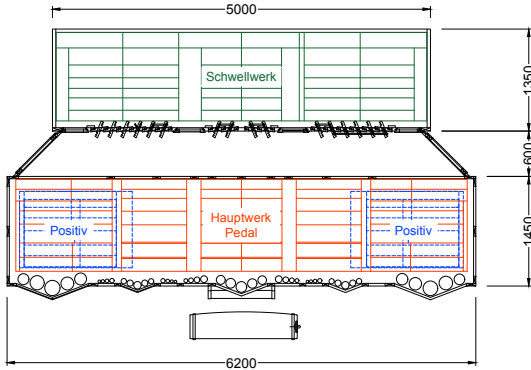 5000
Schwellwerk
1350
600
Hauptwerk
Pedal
Positiv
Positiv
1450
6200